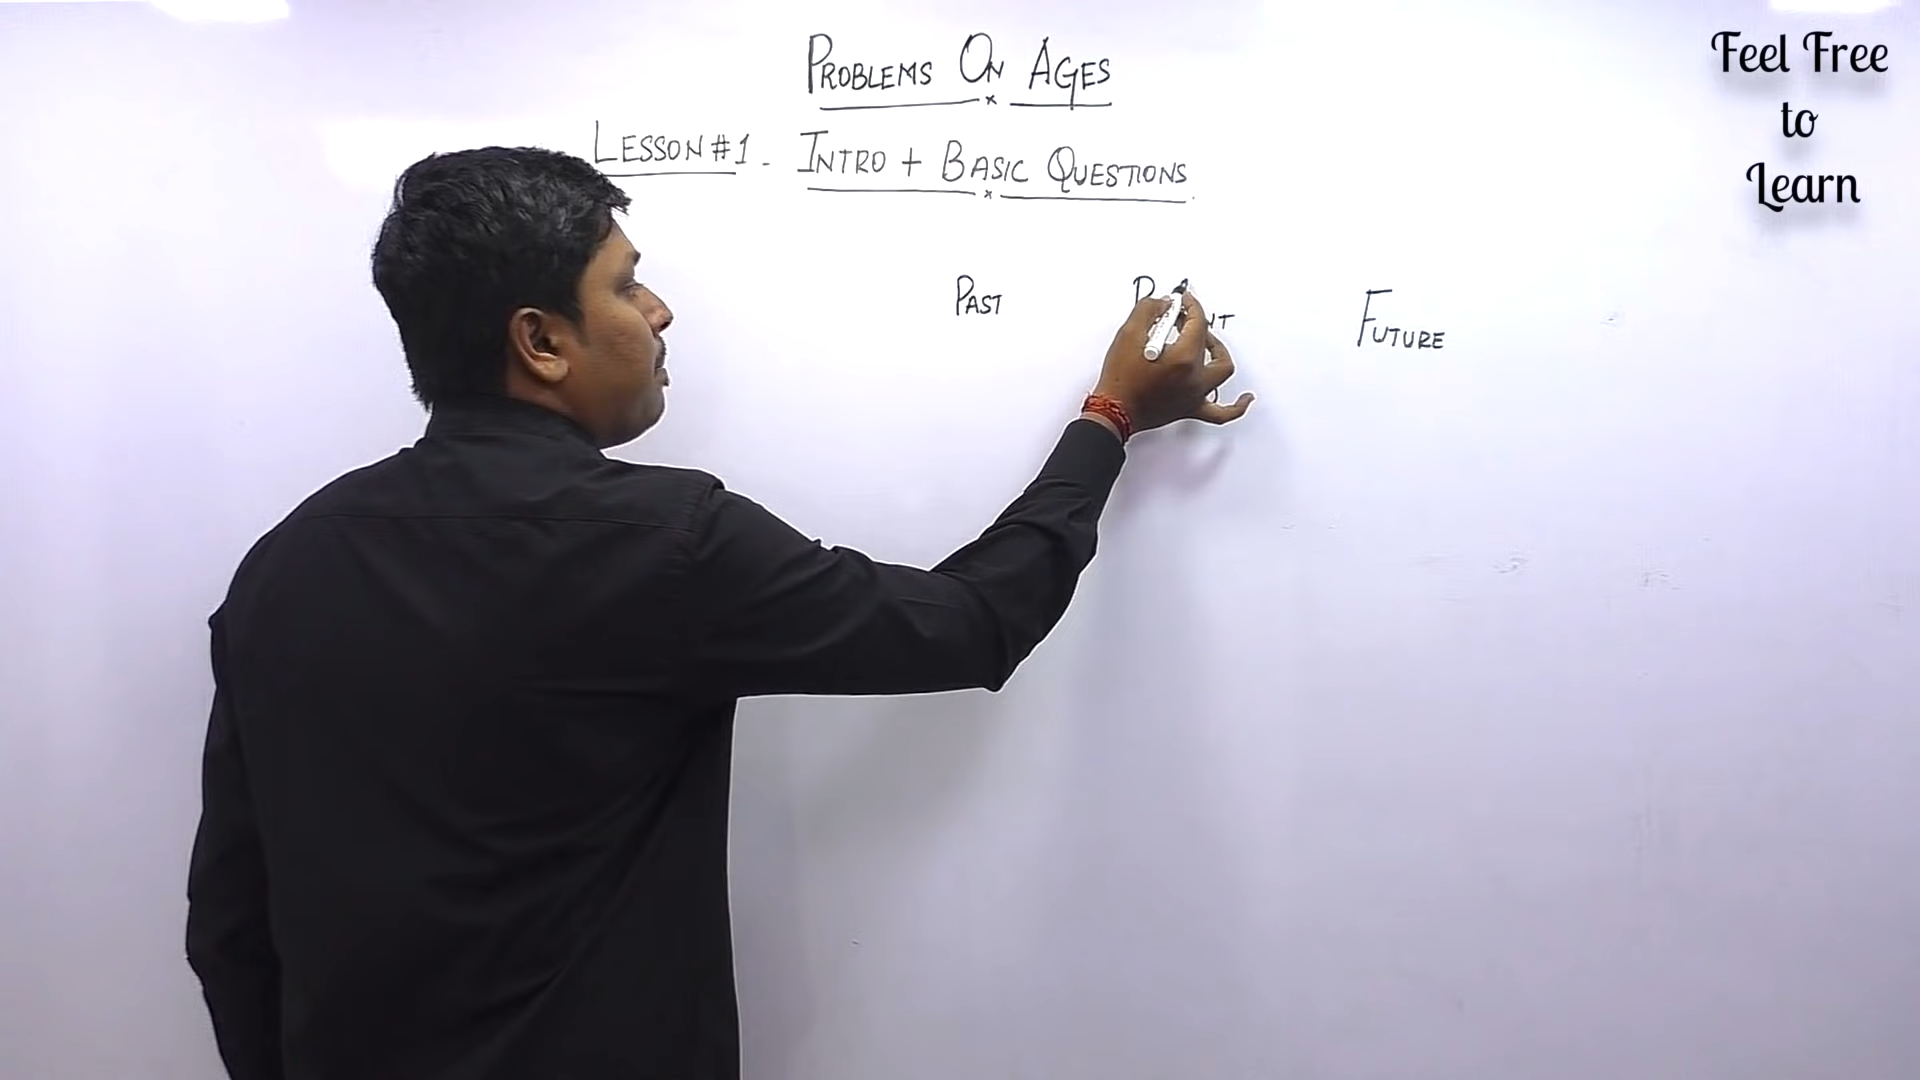 PROBLEMS ON AGES
LESSON #1 - INTRO + BASIC QUESTIONS.
PAST FUTURE
Feel Free
to
Learn